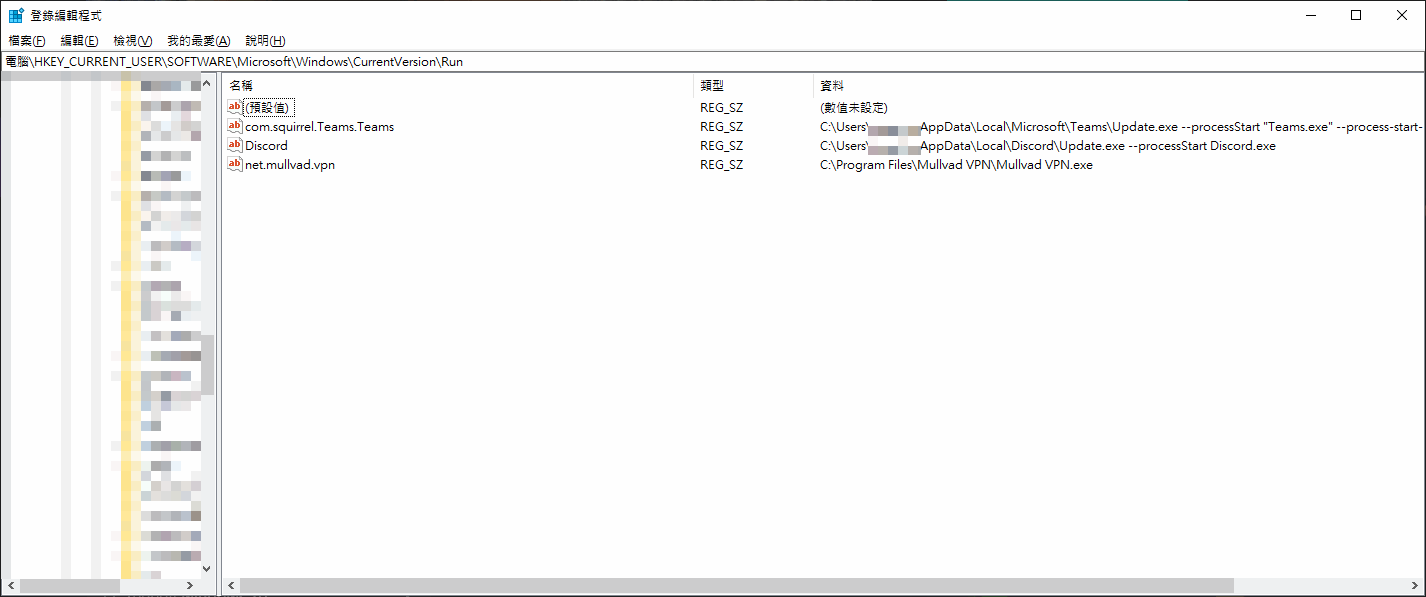 登錄編輯程式
檔案(F) 編輯(E) 檢視(V) 我的最愛(A) 說明(H)
電腦\HKEY_CURRENT_USER\SOFTWARE\Microsoft\Windows\CurrentVersion\Run
名稱 類型 資料
ab (預設值) REG_SZ (數值未設定)
ab com.squirrel.Teams.Teams REG_SZ C:\Users\ AppData\Local\Microsoft\Teams\Update.exe --processStart "Teams.exe" --process-start-
ab Discord REG_SZ C:\Users\ AppData\Local\Discord\Update.exe --processStart Discord.exe
ab net.mullvad.vpn REG_SZ C:\Program Files\Mullvad VPN\Mullvad VPN.exe